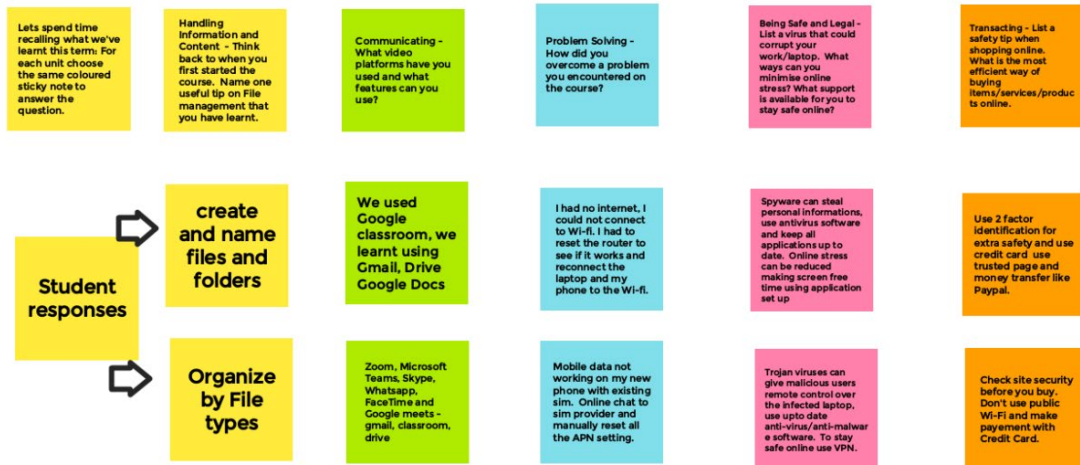 Lets spend time
recalling what we've
learnt this term: For
each unit choose
the same coloured
sticky note to
answer the
question.
Handling
Information and
Content - Think
back to when you
first started the
course. Name one
useful tip on File
management that
you have learnt.
Communicating -
What video
platforms have you
used and what
features can you
use?
Problem Solving -
How did you
overcome a problem
you encountered on
the course?
Being Safe and Legal -
List a virus that could
corrupt your
work/laptop. What
ways can you
minimise online
stress? What support
is available for you to
stay safe online?
Transacting - List a
safety tip when
shopping online.
What is the most
efficient way of
buying
items/services/produc
ts online.
Student
responses
create
and name
files and
folders
We used
Google
classroom, we
learnt using
Gmail, Drive
Google Docs
I had no internet, I
could not connect
to Wi-fi. I had to
reset the router to
see if it works and
reconnect the
laptop and my
phone to the Wi-fi.
Spyware can steal
personal informations,
use antivirus software
and keep all
applications up to
date. Online stress
can be reduced
making screen free
time using application
set up
Use 2 factor
identification for
extra safety and use
credit card use
trusted page and
money transfer like
Paypal.
Organize
by File
types
Zoom, Microsoft
Teams, Skype,
Whatsapp,
FaceTime and
Google meets -
gmail, classroom,
drive
Mobile data not
working on my new
phone with existing
sim. Online chat to
sim provider and
manually reset all
the APN setting.
Trojan viruses can
give malicious users
remote control over
the infected laptop,
use upto date
anti-virus/anti-malwar
e software. To stay
safe online use VPN.
Check site security
before you buy.
Don't use public
Wi-Fi and make
payement with
Credit Card.